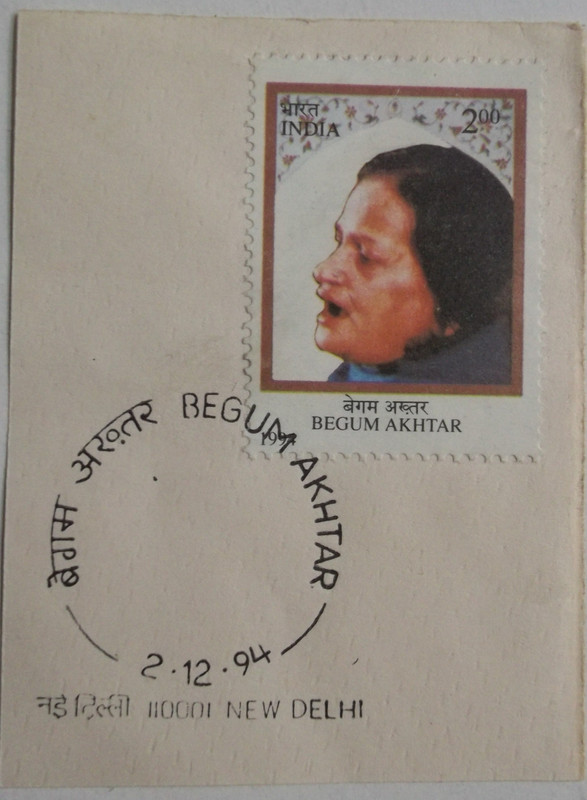 भारत
INDIA
2.00
बेगम अख़्तर
BEGUM AKHTAR
1994
बेगम अख़्तर BEGUM AKHTAR
2.12.94
नई दिल्ली 110001 NEW DELHI